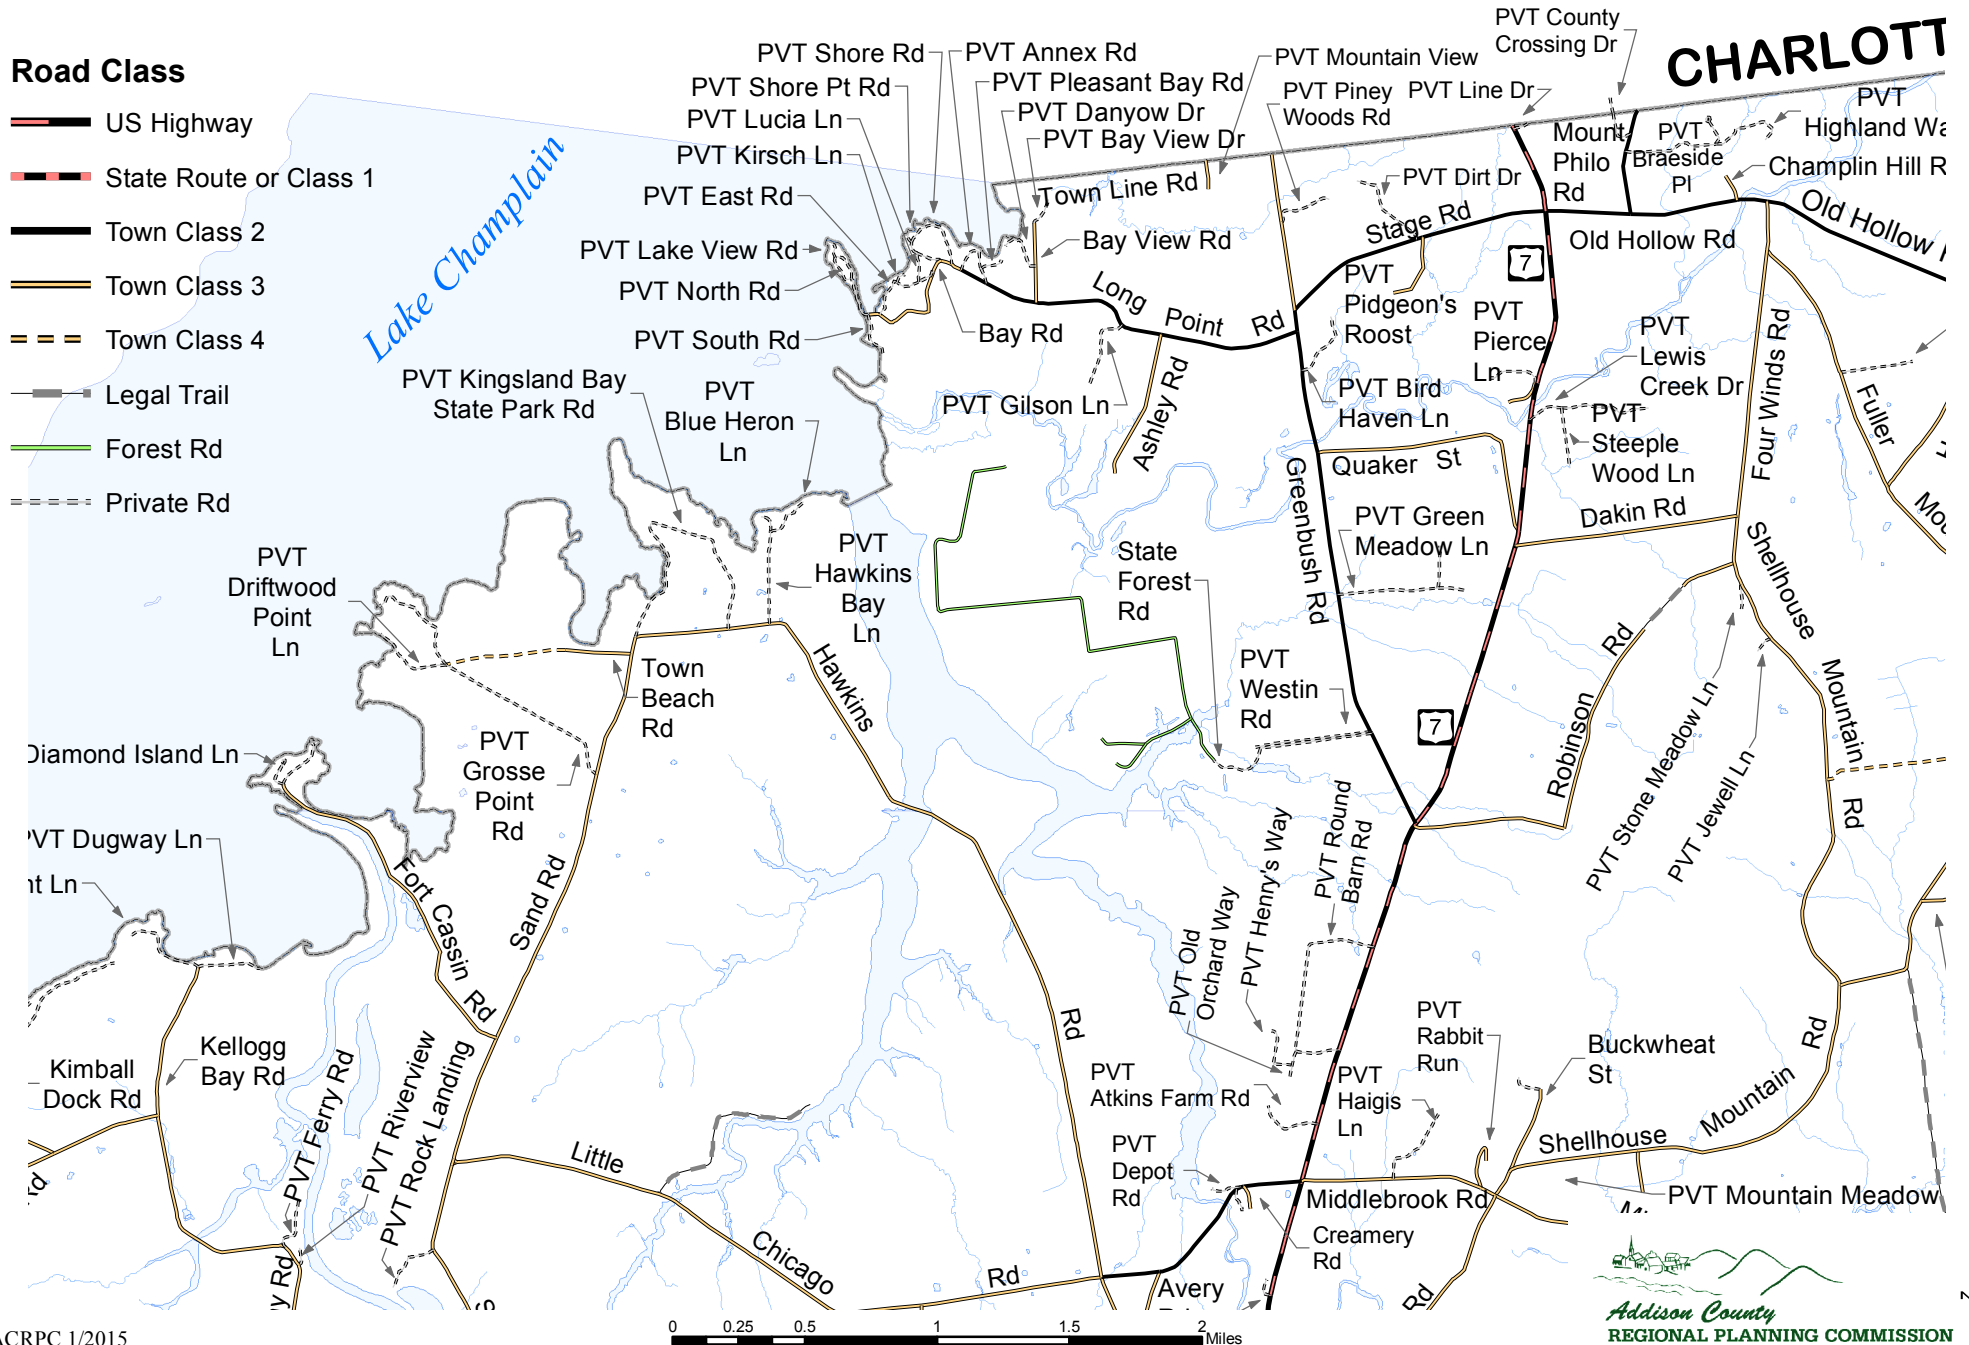 Road Class
US Highway
State Route or Class 1
Town Class 2
Town Class 3
Town Class 4
Legal Trail
Forest Rd
Private Rd
Lake Champlain
CHARLOTT
PVT County
Crossing Dr
PVT Shore Rd
PVT Annex Rd
PVT Mountain View
PVT Shore Pt Rd
PVT Pleasant Bay Rd
PVT Piney
Woods Rd
PVT Line Dr
PVT Lucia Ln
PVT Danyow Dr
PVT Bay View Dr
PVT Kirsch Ln
PVT East Rd
PVT Lake View Rd
PVT North Rd
PVT South Rd
Town Line Rd
Bay View Rd
PVT Dirt Dr
Stage Rd
Mount
Philo
Rd
PVT
Braeside
Pl
PVT
Highland Wa
Champlin Hill R
Old Hollow Rd
Old Hollow
7
Bay Rd
Long Point Rd
PVT
Pidgeon's
Roost
PVT
Pierce
Ln
PVT
Lewis
Creek Dr
Four Winds Rd
Fuller
PVT Kingsland Bay
State Park Rd
PVT
Blue Heron
Ln
PVT Gilson Ln
Ashley Rd
PVT Bird
Haven Ln
PVT
Steeple
Wood Ln
Quaker St
Greenbush Rd
Dakin Rd
PVT Green
Meadow Ln
PVT
Driftwood
Point
Ln
PVT
Hawkins
Bay
Ln
State
Forest
Rd
Shellhouse
Mountain
Rd
Town
Beach
Rd
Hawkins
Rd
PVT
Westin
Rd
7
Robinson
Rd
PVT Stone Meadow Ln
PVT Jewell Ln
Diamond Island Ln
PVT
Grosse
Point
Rd
PVT Dugway Ln
nt Ln
Fort Cassin Rd
Sand Rd
PVT Old
Orchard Way
PVT Henry's Way
PVT Round
Barn Rd
Kimball
Dock Rd
Kellogg
Bay Rd
PVT Ferry Rd
PVT Riverview
PVT Rock Landing
PVT
Atkins Farm Rd
PVT
Haigis
Ln
PVT
Rabbit
Run
Buckwheat
St
Shellhouse
Mountain
Rd
Little
Chicago
Rd
PVT
Depot
Rd
Middlebrook Rd
Creamery
Rd
PVT Mountain Meadow
Avery
Rd
Rd
y Rd
ACRPC 1/2015
0 0.25 0.5 1 1.5 2
Miles
Addison County
REGIONAL PLANNING COMMISSION